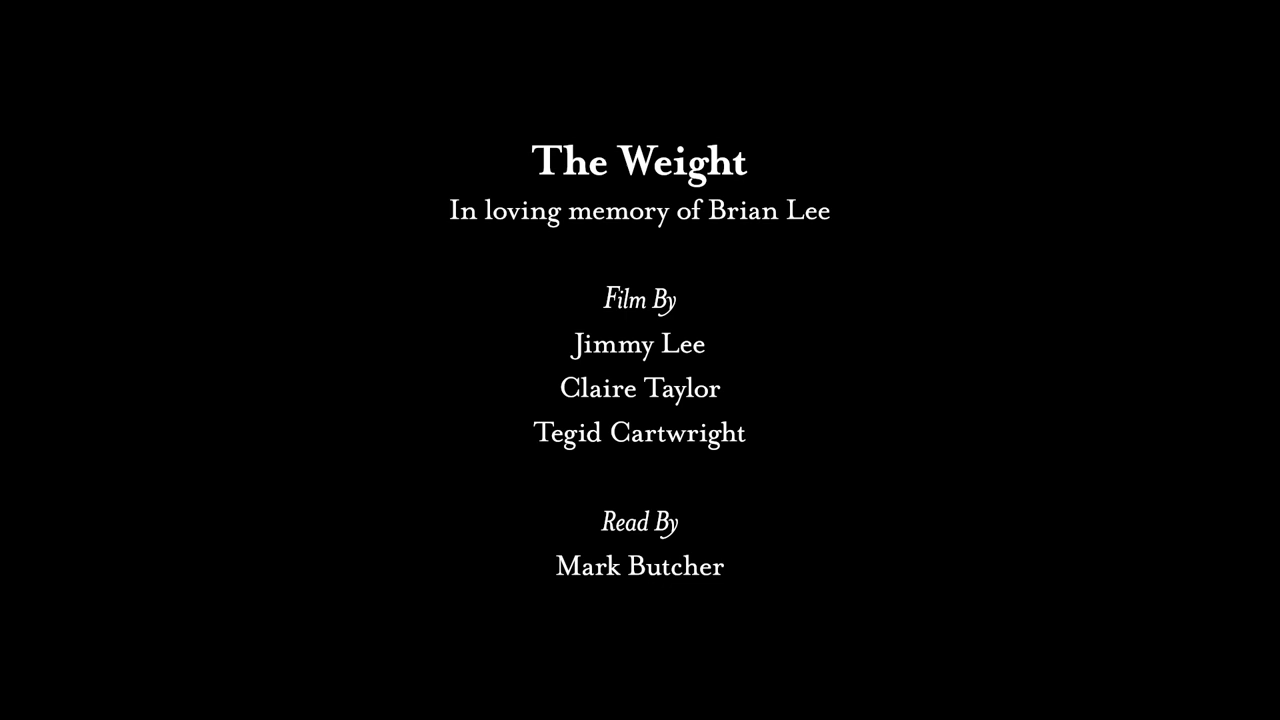 The Weight
In loving memory of Brian Lee
Film By
Jimmy Lee
Claire Taylor
Tegid Cartwright
Read By
Mark Butcher